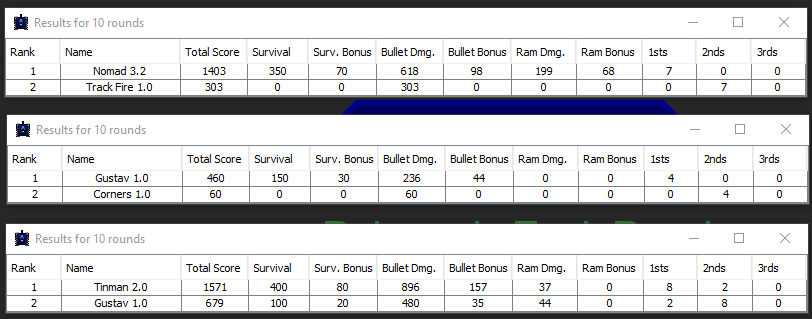 Results for 10 rounds
Rank Name Total Score Survival Surv. Bonus Bullet Dmg. Bullet Bonus Ram Dmg. Ram Bonus 1sts 2nds 3rds
1 Nomad 3.2 1403 350 70 618 98 199 68 7 0 0
2 Track Fire 1.0 303 0 0 303 0 0 0 0 7 0
Results for 10 rounds
Rank Name Total Score Survival Surv. Bonus Bullet Dmg. Bullet Bonus Ram Dmg. Ram Bonus 1sts 2nds 3rds
1 Gustav 1.0 460 150 30 236 44 0 0 4 0 0
2 Corners 1.0 60 0 0 60 0 0 0 0 4 0
Results for 10 rounds
Rank Name Total Score Survival Surv. Bonus Bullet Dmg. Bullet Bonus Ram Dmg. Ram Bonus 1sts 2nds 3rds
1 Tinman 2.0 1571 400 80 896 157 37 0 8 2 0
2 Gustav 1.0 679 100 20 480 35 44 0 2 8 0